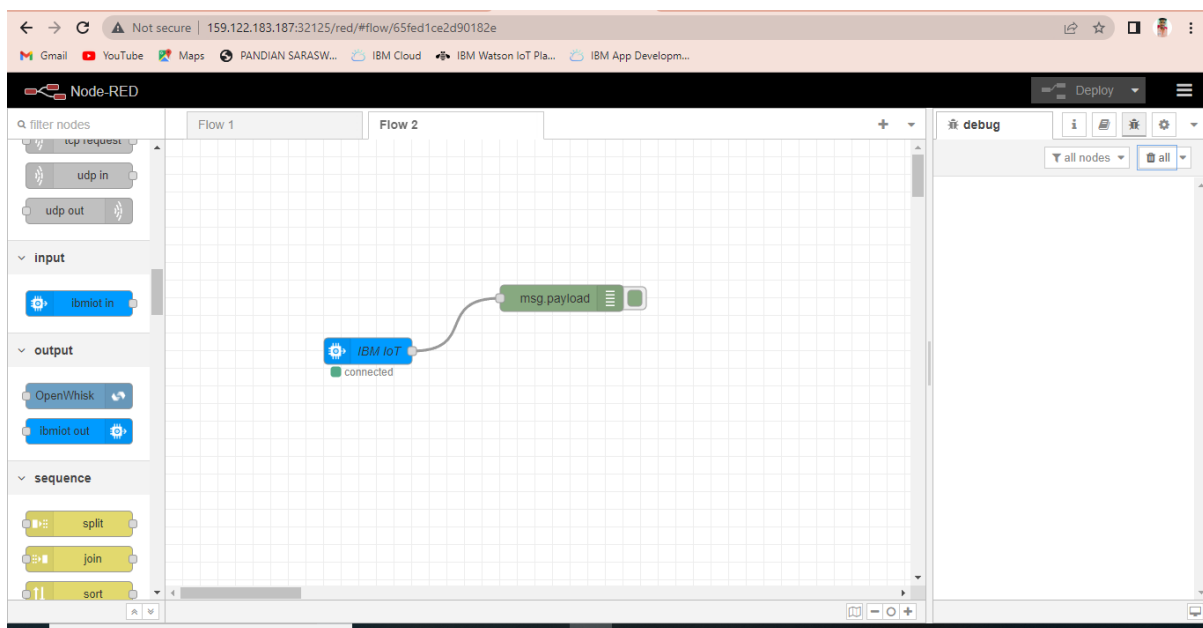 Not secure | 159.122.183.187:32125/red/#flow/65fed1ce2d90182e
Gmail YouTube Maps PANDIAN SARASW... IBM Cloud IBM Watson IoT Pla... IBM App Developm...
Node-RED Deploy
filter nodes Flow 1 Flow 2 debug i
all nodes all
tcp request
udp in
udp out
input
ibmiot in
msg.payload
output
IBM IoT
connected
OpenWhisk
ibmiot out
sequence
split
join
sort